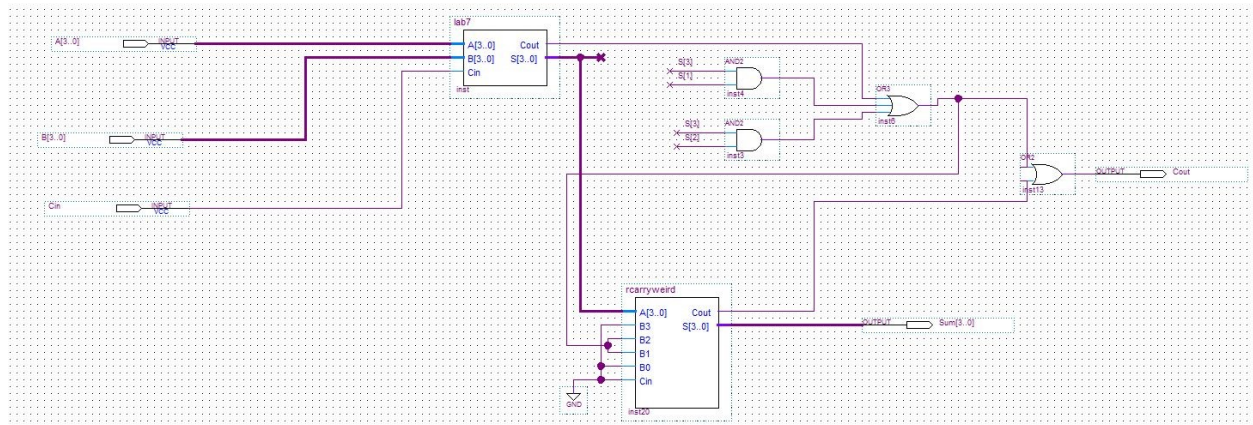 lab7
A[3..0] INPUT VCC
A[3..0] Cout
B[3..0] S[3..0]
Cin
inst
B[3..0] INPUT VCC
Cin INPUT VCC
S[3] AND2
S[1]
inst4
S[3] AND2
S[2]
inst3
OR3
inst6
OR2
inst13
OUTPUT Cout
rcarryweird
A[3..0] Cout
B3 S[3..0]
B2
B1
B0
Cin
inst20
GND
OUTPUT Sum[3..0]